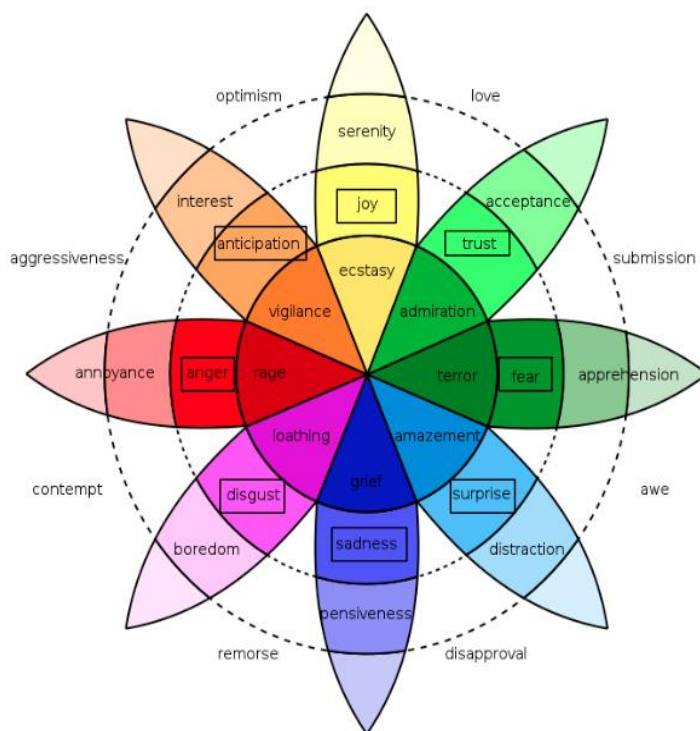 optimism
love
serenity
interest
acceptance
joy
anticipation
trust
aggressiveness
submission
ecstasy
vigilance
admiration
annoyance
anger
rage
terror
fear
apprehension
loathing
amazement
contempt
disgust
grief
surprise
awe
boredom
sadness
distraction
pensiveness
remorse
disapproval